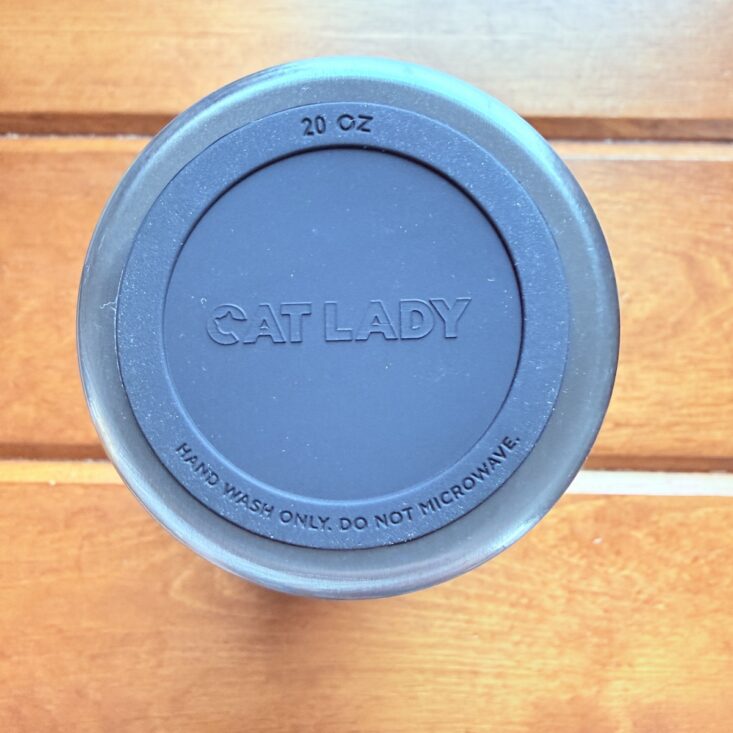 20 OZ
CAT LADY
HAND WASH ONLY. DO NOT MICROWAVE.